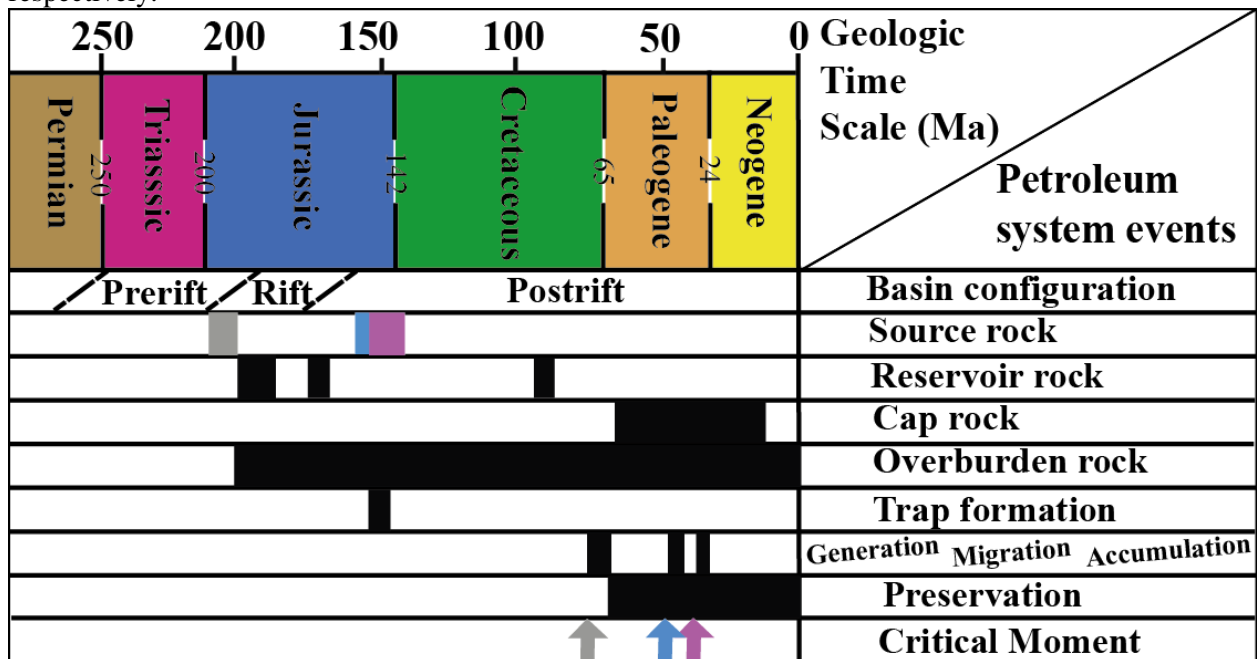 respectively.
250 200 150 100 50 0
Geologic
Time
Scale (Ma)
Petroleum
system events
Permian
250
Triasssic
200
Jurassic
142
Cretaceous
65
Paleogene
24
Neogene
Prerift Rift Postrift
Basin configuration
Source rock
Reservoir rock
Cap rock
Overburden rock
Trap formation
Generation Migration Accumulation
Preservation
Critical Moment